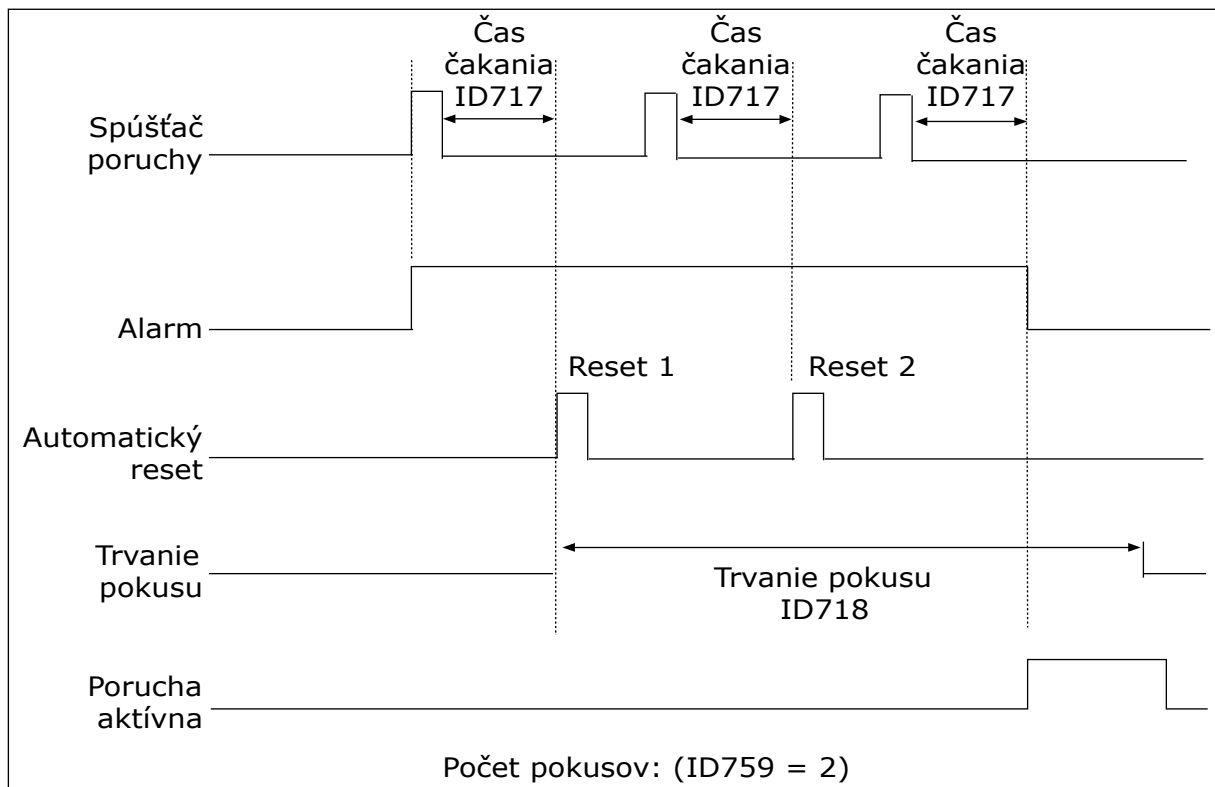 Čas
čakania
ID717
Čas
čakania
ID717
Čas
čakania
ID717
Spúšťač
poruchy
Alarm
Reset 1
Reset 2
Automatický
reset
Trvanie
pokusu
Trvanie pokusu
ID718
Porucha
aktívna
Počet pokusov: (ID759 = 2)